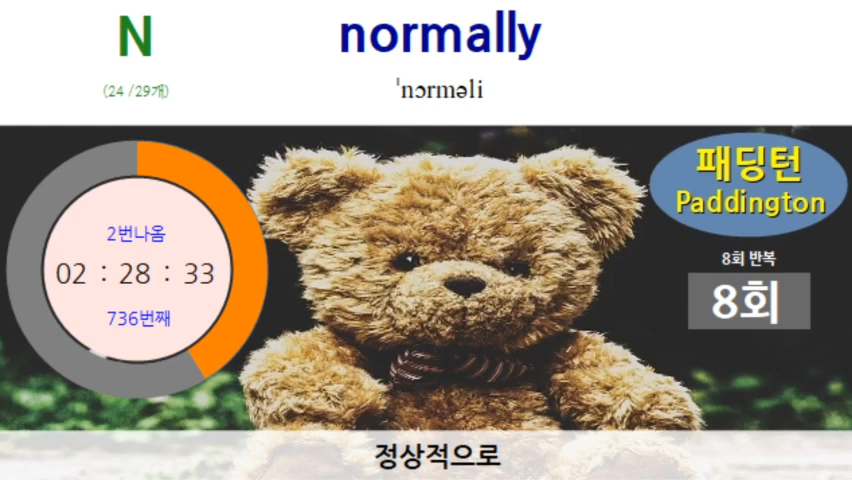 N
normally
(24 /29개)
ˈnɔrməli
패딩턴
Paddington
2번나옴
02 : 28 : 33
736번째
8회 반복
8회
정상적으로